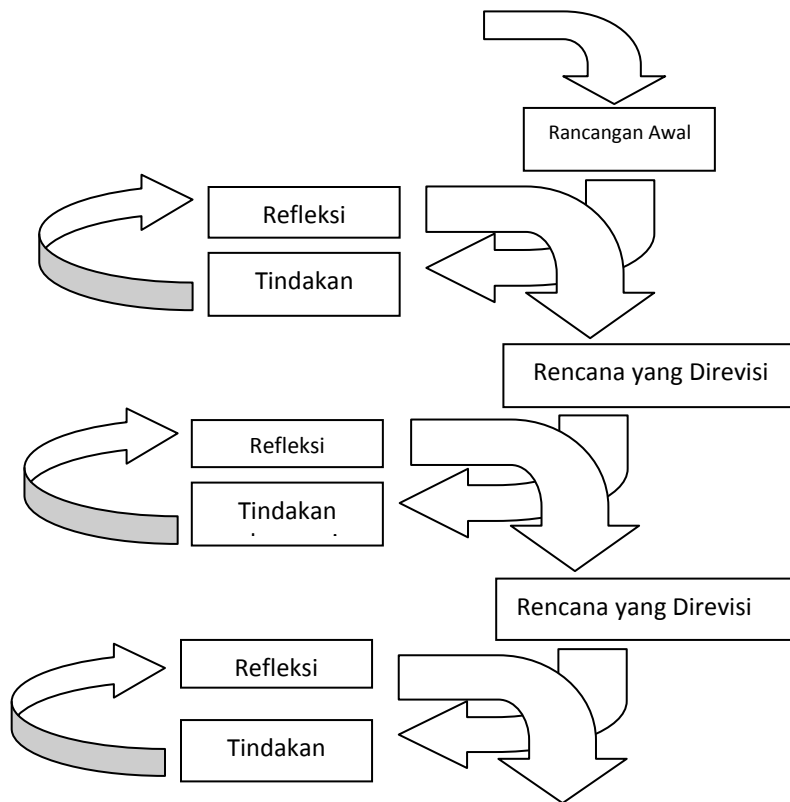 Rancangan Awal
Refleksi
Tindakan
Rencana yang Direvisi
Refleksi
Tindakan
Rencana yang Direvisi
Refleksi
Tindakan